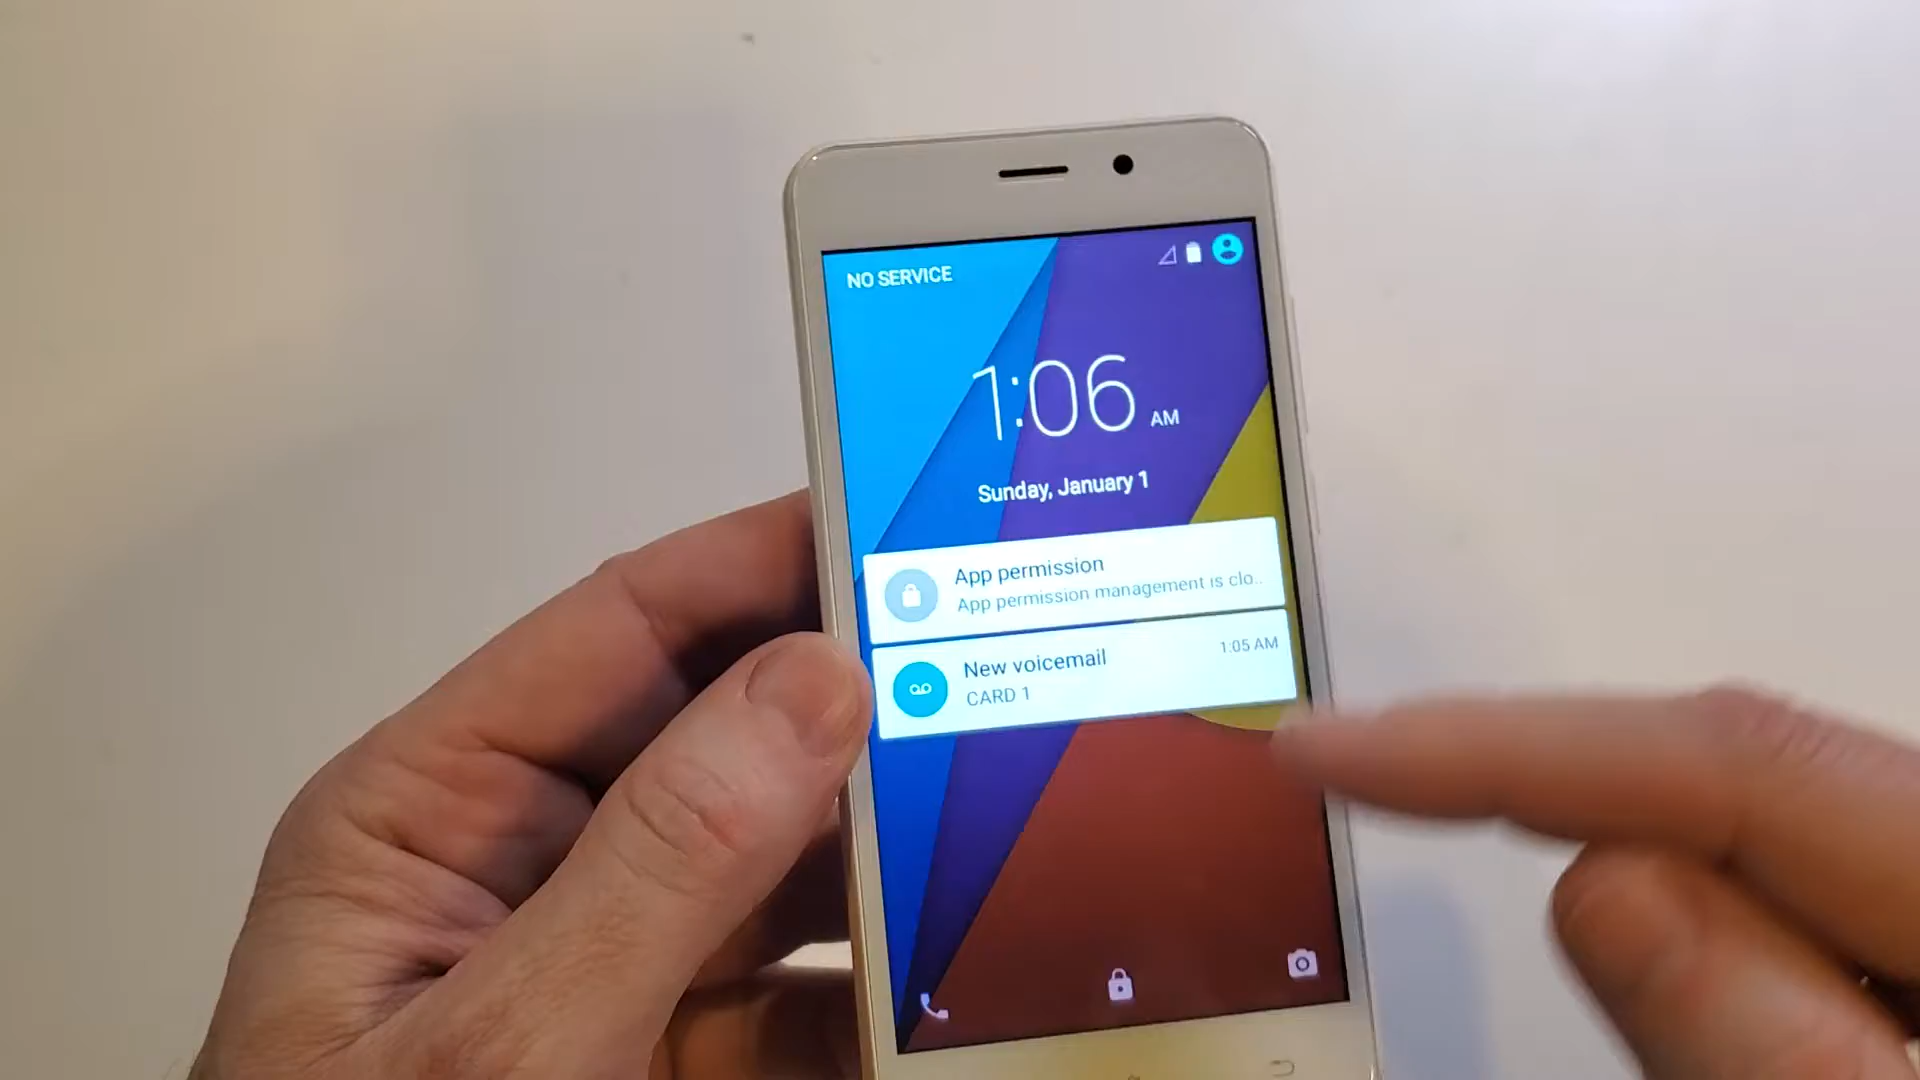 NO SERVICE
1:06 AM
Sunday, January 1
App permission
App permission management is clo..
New voicemail 1:05 AM
CARD 1